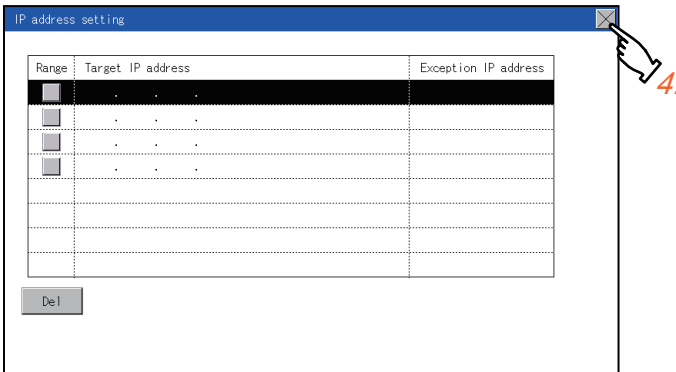 IP address setting
Range Target IP address Exception IP address
. . .
. . .
. . .
. . .
Del
4.